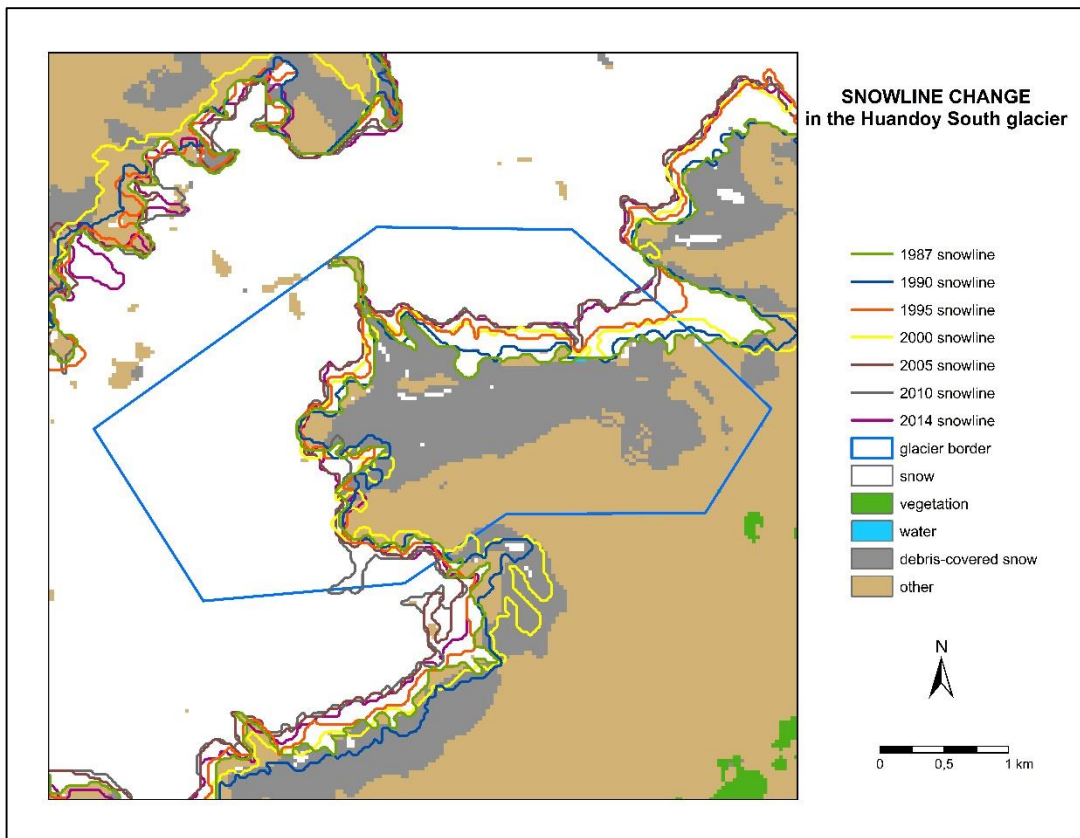 SNOWLINE CHANGE
in the Huandoy South glacier
1987 snowline
1990 snowline
1995 snowline
2000 snowline
2005 snowline
2010 snowline
2014 snowline
glacier border
snow
vegetation
water
debris-covered snow
other
N
0 0,5 1 km